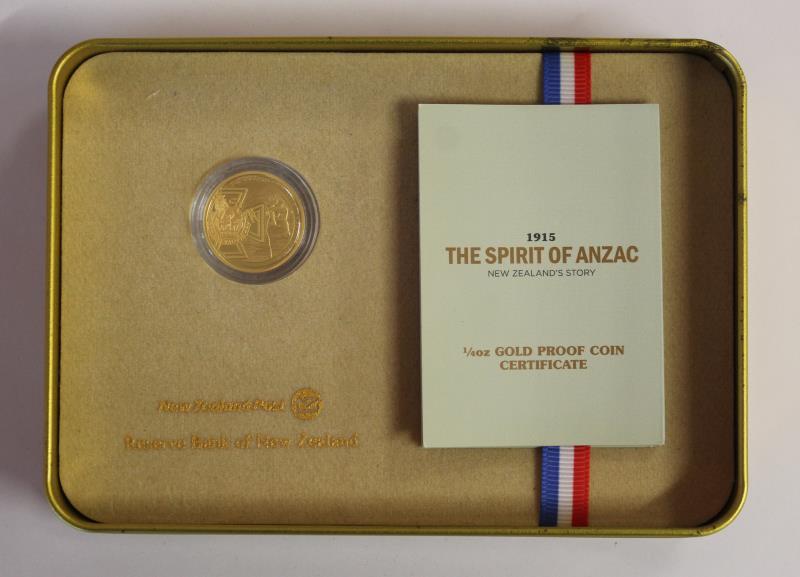 1915
THE SPIRIT OF ANZAC
NEW ZEALAND'S STORY
¼oz GOLD PROOF COIN
CERTIFICATE
New Zealand Post
Reserve Bank of New Zealand